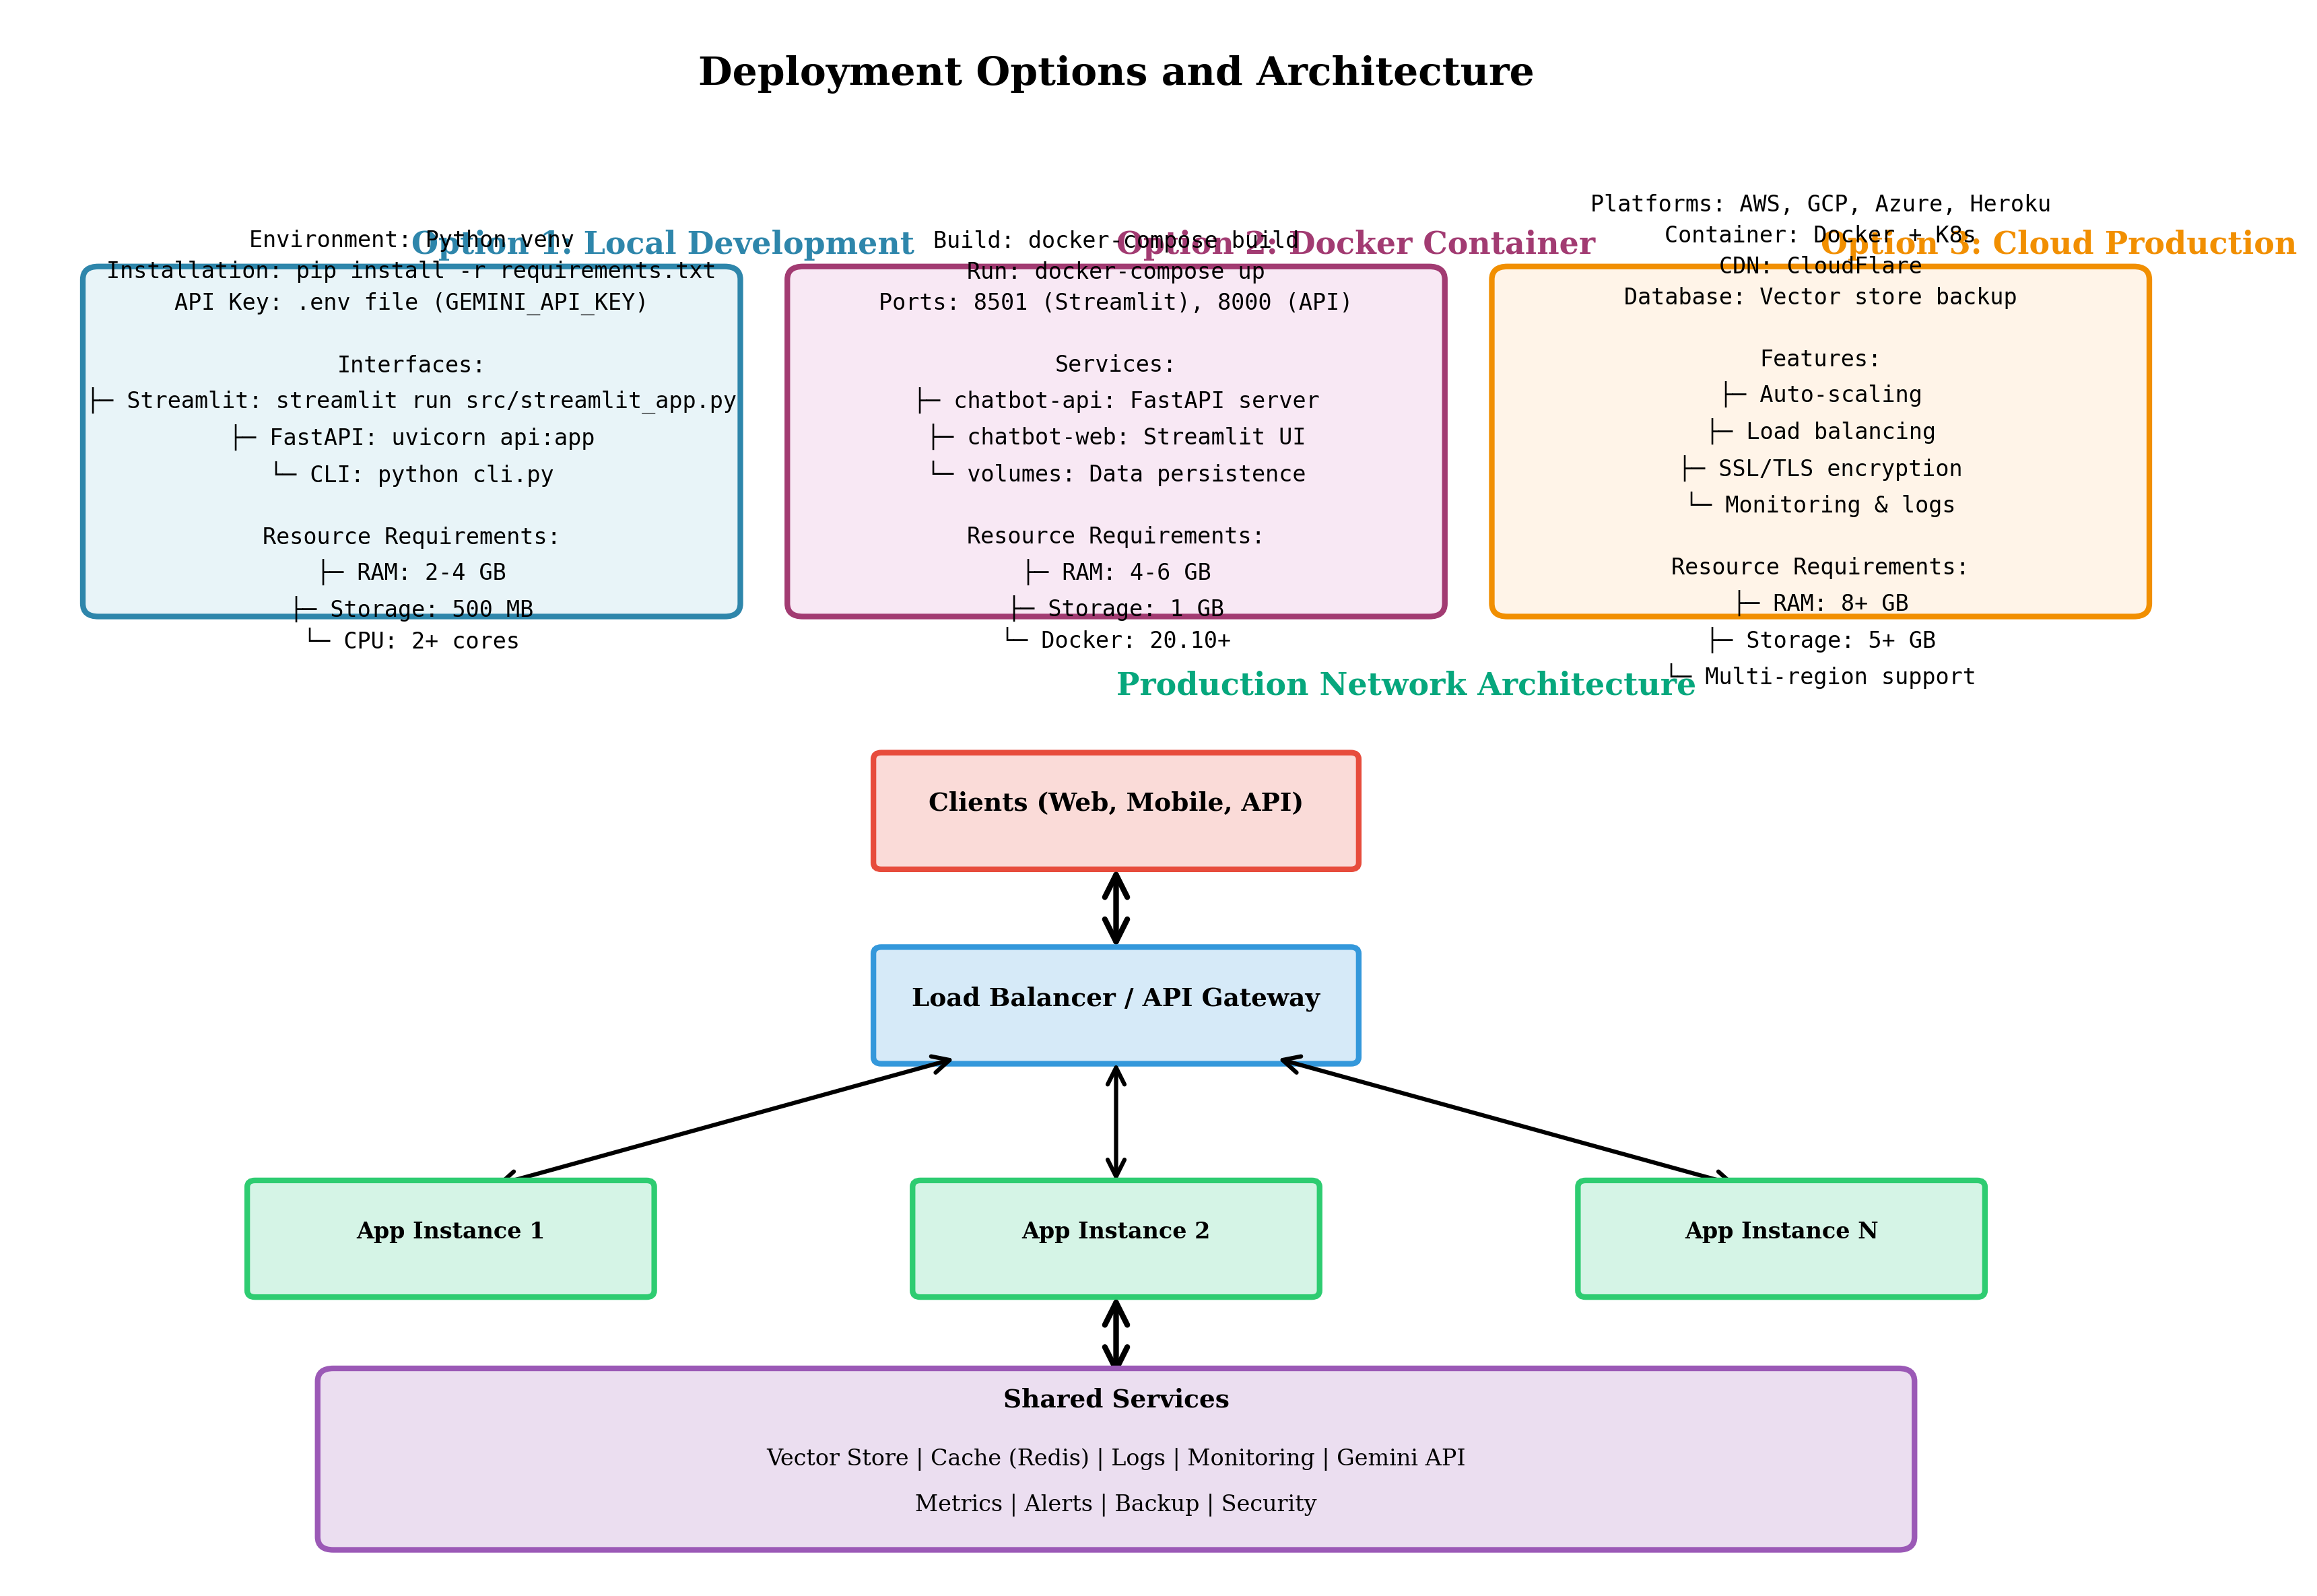 Deployment Options and Architecture
Option 1: Local Development
Environment: Python venv
Installation: pip install -r requirements.txt
API Key: .env file (GEMINI_API_KEY)
Interfaces:
├─ Streamlit: streamlit run src/streamlit_app.py
├─ FastAPI: uvicorn api:app
└─ CLI: python cli.py
Resource Requirements:
├─ RAM: 2-4 GB
├─ Storage: 500 MB
└─ CPU: 2+ cores
Option 2: Docker Container
Build: docker-compose build
Run: docker-compose up
Ports: 8501 (Streamlit), 8000 (API)
Services:
├─ chatbot-api: FastAPI server
├─ chatbot-web: Streamlit UI
└─ volumes: Data persistence
Resource Requirements:
├─ RAM: 4-6 GB
├─ Storage: 1 GB
└─ Docker: 20.10+
Option 3: Cloud Production
Platforms: AWS, GCP, Azure, Heroku
Container: Docker + K8s
CDN: CloudFlare
Database: Vector store backup
Features:
├─ Auto-scaling
├─ Load balancing
├─ SSL/TLS encryption
└─ Monitoring & logs
Resource Requirements:
├─ RAM: 8+ GB
├─ Storage: 5+ GB
└─ Multi-region support
Production Network Architecture
Clients (Web, Mobile, API)
Load Balancer / API Gateway
App Instance 1
App Instance 2
App Instance N
Shared Services
Vector Store | Cache (Redis) | Logs | Monitoring | Gemini API
Metrics | Alerts | Backup | Security